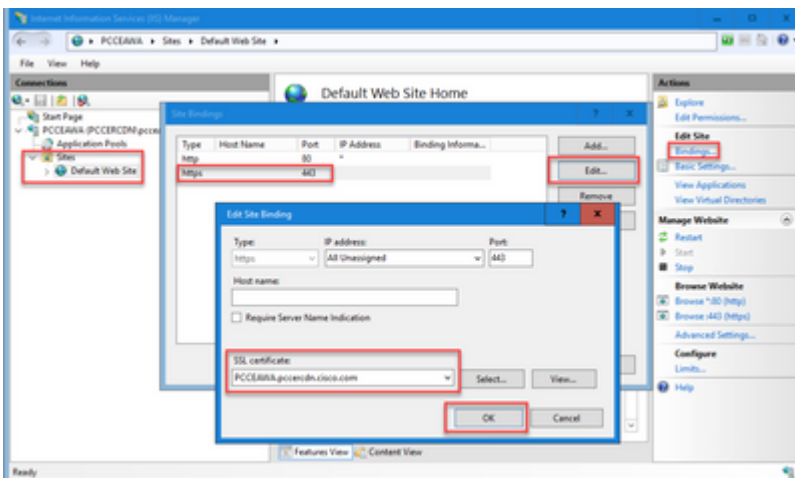 Internet Information Services (IIS) Manager
PCCEAWA ▸ Sites ▸ Default Web Site ▸
File View Help
Connections
Start Page
PCCEAWA (PCCERCDN\pcce
Application Pools
Sites
Default Web Site
Default Web Site Home
Site Bindings
Type Host Name Port IP Address Binding Informa...
http 80 *
https 443
Add...
Edit...
Remove
Edit Site Binding
Type: IP address: Port:
https All Unassigned 443
Host name:
Require Server Name Indication
SSL certificate:
PCCEAWA.pccercdn.cisco.com
Select... View...
OK Cancel
Features View Content View
Ready
Actions
Explore
Edit Permissions...
Edit Site
Bindings...
Basic Settings...
View Applications
View Virtual Directories
Manage Website
Restart
Start
Stop
Browse Website
Browse *:80 (http)
Browse :443 (https)
Advanced Settings...
Configure
Limits...
Help